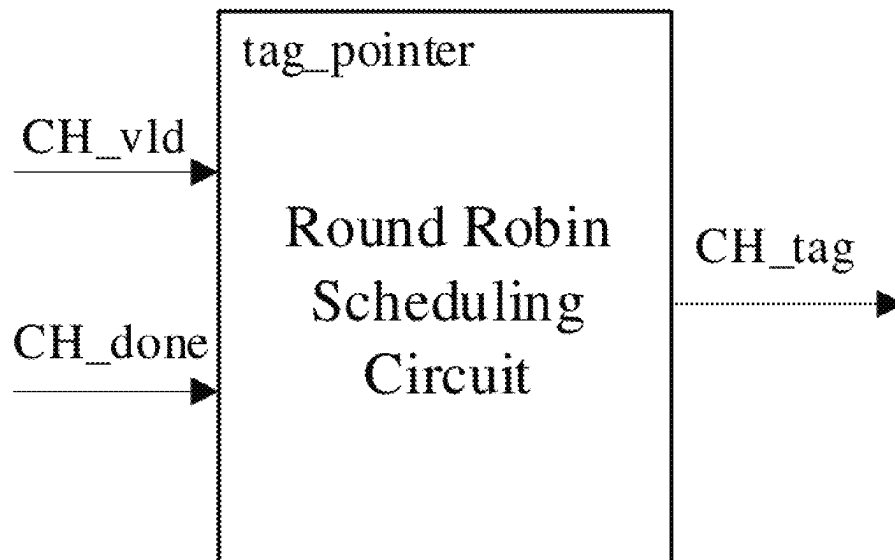 tag_pointer
CH_vld
Round Robin
Scheduling
Circuit
CH_tag
CH_done